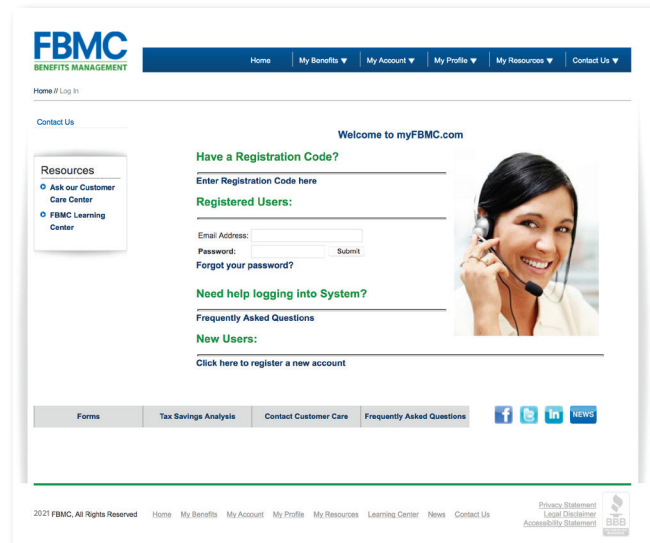 FBMC
BENEFITS MANAGEMENT
Home My Benefits ▼ My Account ▼ My Profile ▼ My Resources ▼ Contact Us ▼
Home // Log In
Contact Us
Resources
Ask our Customer
Care Center
FBMC Learning
Center
Welcome to myFBMC.com
Have a Registration Code?
Enter Registration Code here
Registered Users:
Email Address:
Password: Submit
Forgot your password?
Need help logging into System?
Frequently Asked Questions
New Users:
Click here to register a new account
Forms Tax Savings Analysis Contact Customer Care Frequently Asked Questions
f in NEWS
2021 FBMC, All Rights Reserved Home My Benefits My Account My Profile My Resources Learning Center News Contact Us
Privacy Statement
Legal Disclaimer
Accessibility Statement
BBB